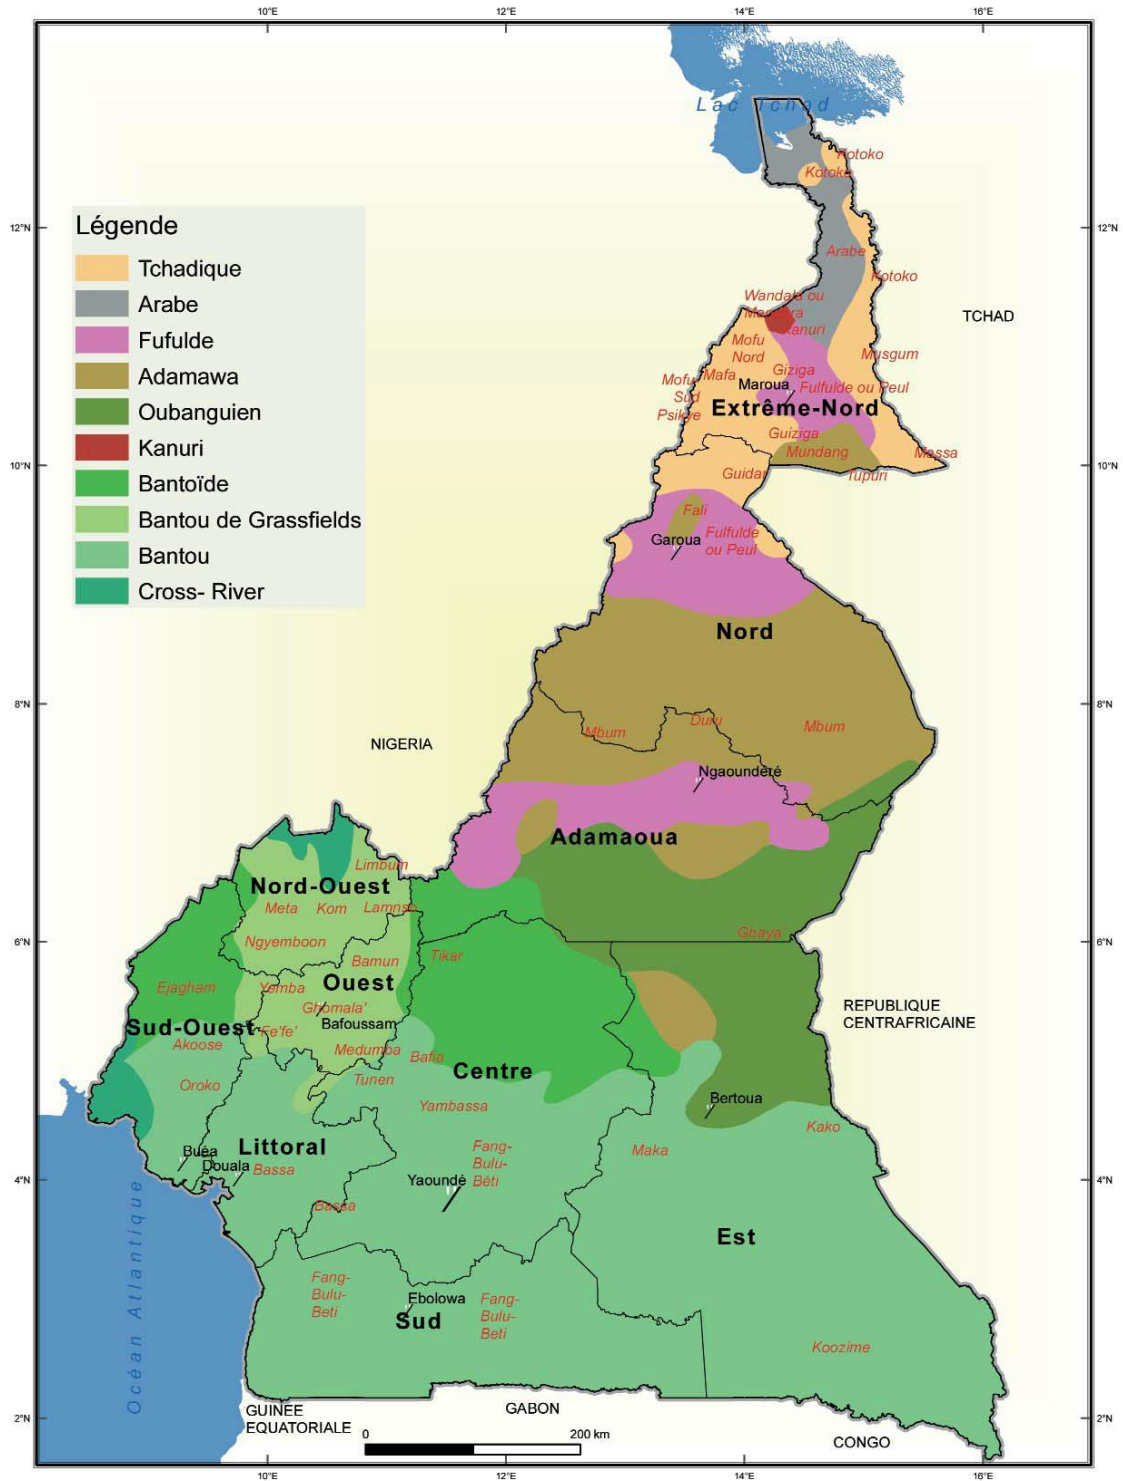 10°E
12°E
14°E
16°E
Lac Tchad
Kotoko
Kotoko
12°N
12°N
Légende
Tchadique
Arabe
Fufulde
Adamawa
Oubanguien
Kanuri
Bantoïde
Bantou de Grassfields
Bantou
Cross- River
Arabe
Kotoko
TCHAD
Wandala ou
Kanuri
Mofu
Nord
Musgum
Giziga
Mafa
Maroua
Fulfulde ou Peul
Mofu
Sud
Psikye
Extrême-Nord
Guiziga
Mundang
Massa
10°N
10°N
Guidar
Tupuri
Fali
Garoua
Fulfulde
ou Peul
Nord
8°N
8°N
Mbum
Duru
Mbum
NIGERIA
Ngaoundéré
Adamaoua
Limbum
Nord-Ouest
Meta
Kom
Lamnso
Gbaya
6°N
6°N
Ngyemboon
Bamun
Tikar
Ejagham
Yemba
Ouest
Ghomala'
Bafoussam
Sud-Ouest
Fe'fe'
Akoose
Medumba
Bafia
REPUBLIQUE
CENTRAFRICAINE
Centre
Oroko
Tunen
Yambassa
Bertoua
Kako
Buéa
Littoral
Douala
Bassa
Fang-
Bulu-
Béti
Maka
Yaoundé
4°N
4°N
Bassa
Est
Océan Atlantique
Fang-
Bulu-
Beti
Ebolowa
Sud
Fang-
Bulu-
Beti
Koozime
GUINEE
EQUATORIALE
GABON
CONGO
2°N
2°N
0
200 km
10°E
12°E
14°E
16°E